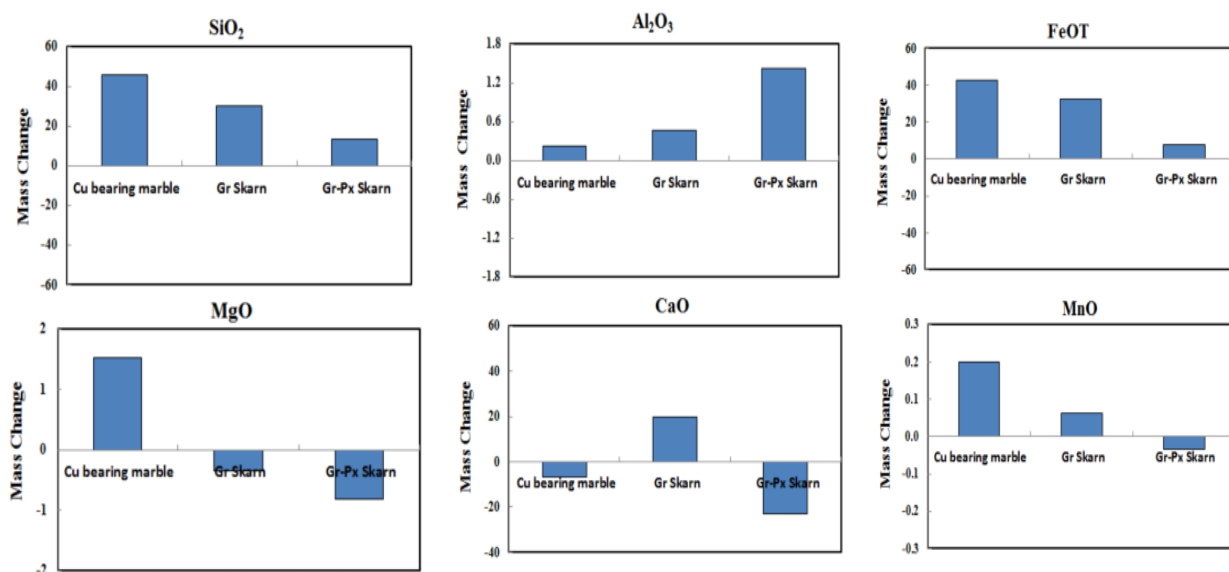 SiO₂
Mass Change
60
40
20
0
-20
-40
-60
Cu bearing marble
Gr Skarn
Gr-Px Skarn
Al₂O₃
Mass Change
1.8
1.2
0.6
0.0
-0.6
-1.2
-1.8
Cu bearing marble
Gr Skarn
Gr-Px Skarn
FeOT
Mass Change
60
40
20
0
-20
-40
-60
Cu bearing marble
Gr Skarn
Gr-Px Skarn
MgO
Mass Change
2
1
0
-1
-2
Cu bearing marble
Gr Skarn
Gr-Px Skarn
CaO
Mass Change
60
40
20
0
-20
-40
Cu bearing marble
Gr Skarn
Gr-Px Skarn
MnO
Mass Change
0.3
0.2
0.1
0.0
-0.1
-0.2
-0.3
Cu bearing marble
Gr Skarn
Gr-Px Skarn